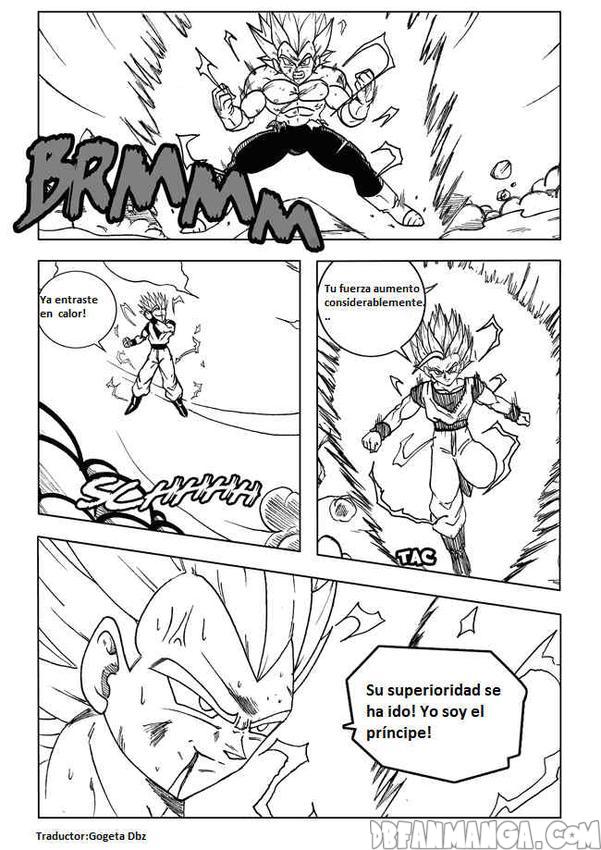 BRMMMM
Ya entraste
en calor!
Tu fuerza aumento
considerablemente.
..
SCHHHHH
TAC
Su superioridad se
ha ido! Yo soy el
príncipe!
Traductor:Gogeta Dbz
DBFANMANGA.COM